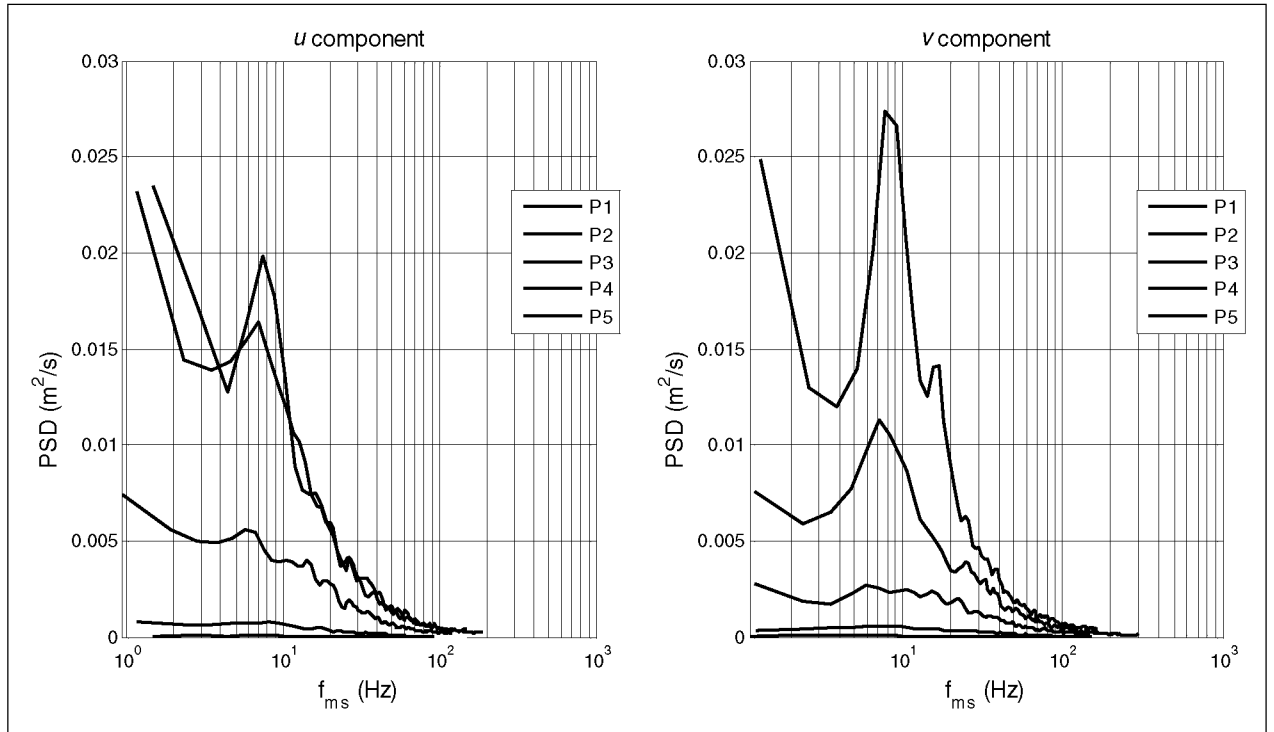 u component
0.03
0.025
0.02
0.015
0.01
0.005
0
PSD (m²/s)
10⁰
10¹
10²
10³
f_ms (Hz)
P1
P2
P3
P4
P5
v component
0.03
0.025
0.02
0.015
0.01
0.005
0
PSD (m²/s)
10¹
10²
10³
f_ms (Hz)
P1
P2
P3
P4
P5